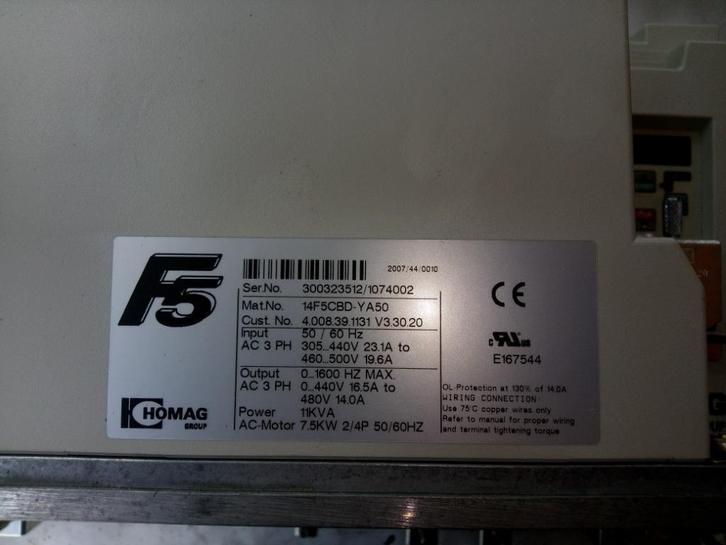 F5
2007/44/0010
Ser.No. 300323512/1074002
Mat.No. 14F5CBD-YA50
Cust. No. 4.008.39.1131 V3.30.20
Input 50 / 60 Hz
AC 3 PH 305...440V 23.1A to
460...500V 19.6A
Output 0...1600 HZ MAX.
AC 3 PH 0...440V 16.5A to
480V 14.0A
Power 11KVA
AC-Motor 7.5KW 2/4P 50/60HZ
HOMAG
GROUP
CE
c RU us
E167544
OL-Protection at 130% of 14.0A
WIRING CONNECTION:
Use 75°C copper wires only
Refer to manual for proper wiring
and terminal tightening torque